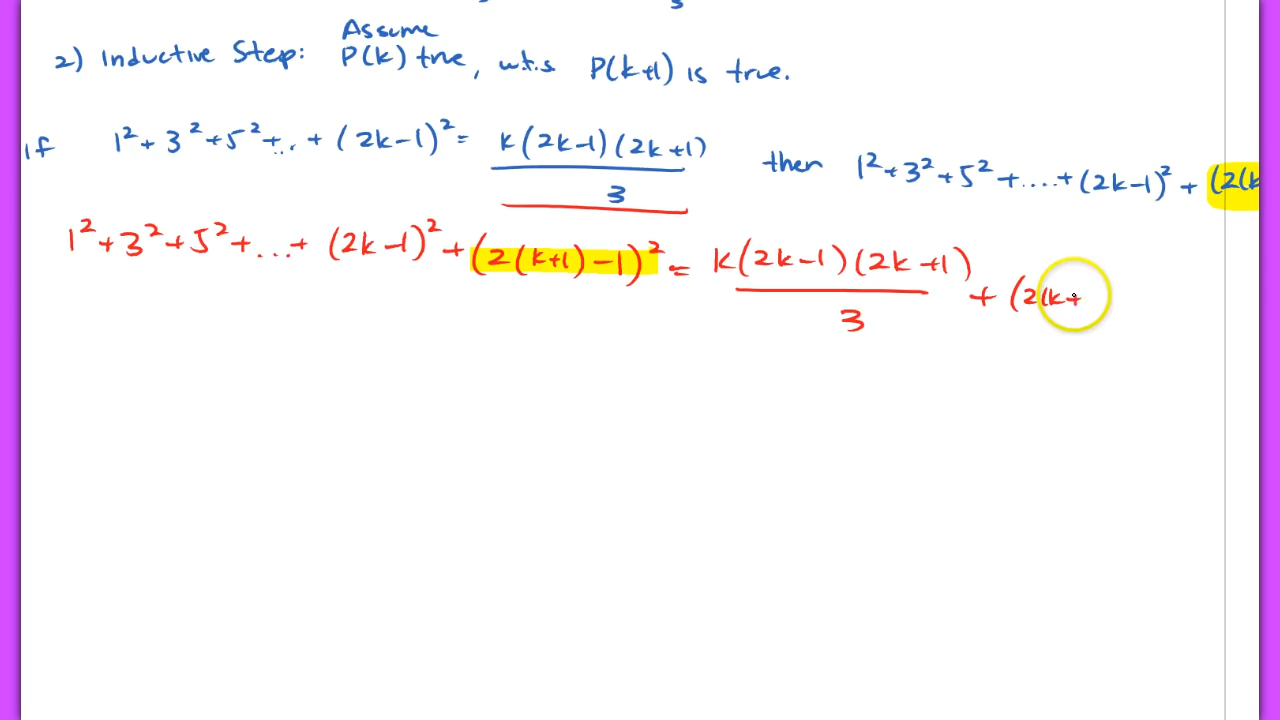 Assume
2) Inductive Step: P(k) true, w.t.s P(k+1) is true.
If 1² + 3² + 5² + ... + (2k-1)² = k(2k-1)(2k+1) / 3 then 1² + 3² + 5² + .... + (2k-1)² + (2(k
1² + 3² + 5² + ... + (2k-1)² + (2(k+1)-1)² = k(2k-1)(2k+1) / 3 + (2(k+